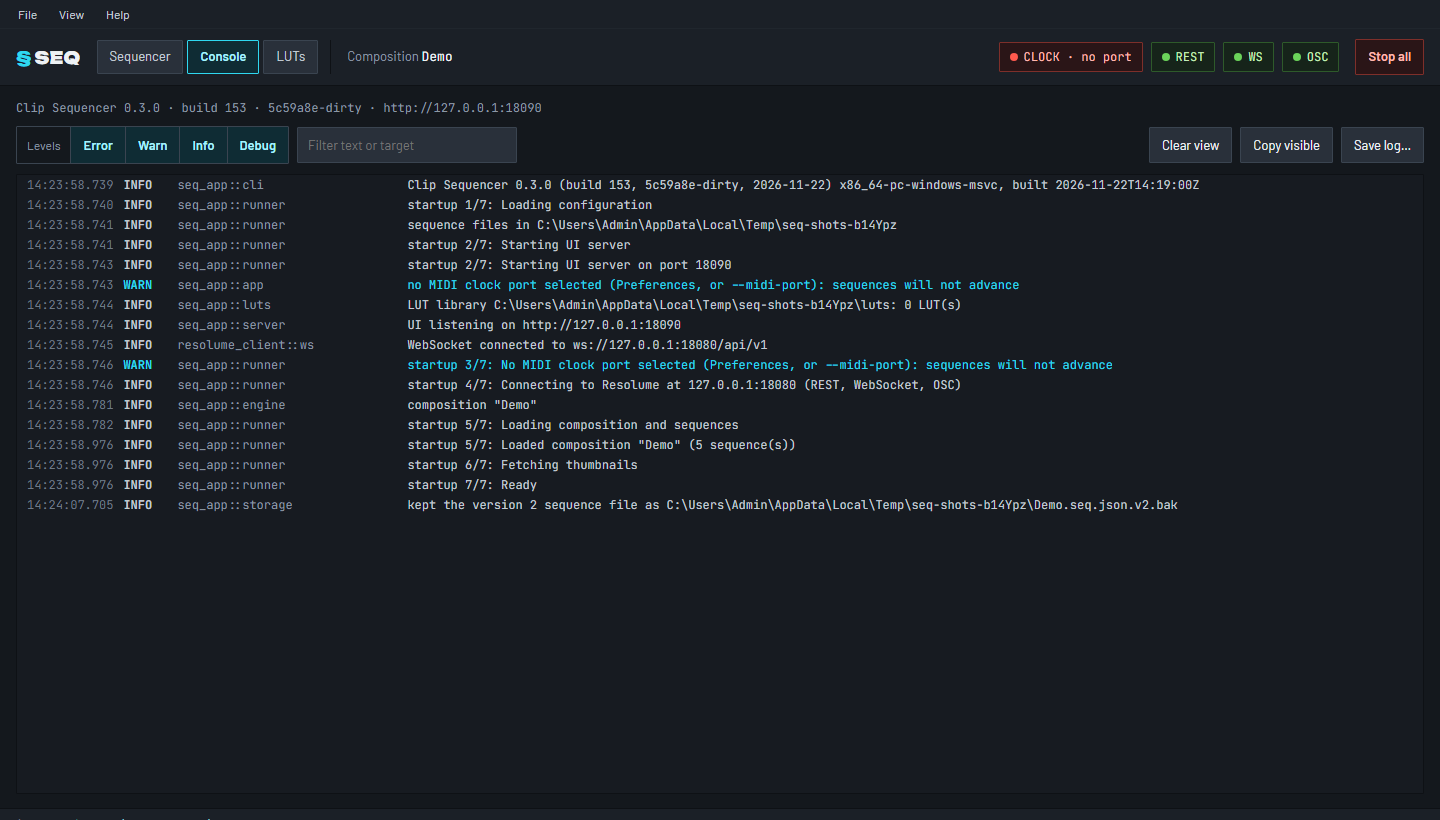 File View Help
SEQ Sequencer Console LUTs Composition Demo CLOCK · no port REST WS OSC Stop all
Clip Sequencer 0.3.0 · build 153 · 5c59a8e-dirty · http://127.0.0.1:18090
Levels Error Warn Info Debug Filter text or target Clear view Copy visible Save log…
14:23:58.739 INFO seq_app::cli Clip Sequencer 0.3.0 (build 153, 5c59a8e-dirty, 2026-11-22) x86_64-pc-windows-msvc, built 2026-11-22T14:19:00Z
14:23:58.740 INFO seq_app::runner startup 1/7: Loading configuration
14:23:58.741 INFO seq_app::runner sequence files in C:\Users\Admin\AppData\Local\Temp\seq-shots-b14Ypz
14:23:58.741 INFO seq_app::runner startup 2/7: Starting UI server
14:23:58.743 INFO seq_app::runner startup 2/7: Starting UI server on port 18090
14:23:58.743 WARN seq_app::app no MIDI clock port selected (Preferences, or --midi-port): sequences will not advance
14:23:58.744 INFO seq_app::luts LUT library C:\Users\Admin\AppData\Local\Temp\seq-shots-b14Ypz\luts: 0 LUT(s)
14:23:58.744 INFO seq_app::server UI listening on http://127.0.0.1:18090
14:23:58.745 INFO resolume_client::ws WebSocket connected to ws://127.0.0.1:18080/api/v1
14:23:58.746 WARN seq_app::runner startup 3/7: No MIDI clock port selected (Preferences, or --midi-port): sequences will not advance
14:23:58.746 INFO seq_app::runner startup 4/7: Connecting to Resolume at 127.0.0.1:18080 (REST, WebSocket, OSC)
14:23:58.781 INFO seq_app::engine composition "Demo"
14:23:58.782 INFO seq_app::runner startup 5/7: Loading composition and sequences
14:23:58.976 INFO seq_app::runner startup 5/7: Loaded composition "Demo" (5 sequence(s))
14:23:58.976 INFO seq_app::runner startup 6/7: Fetching thumbnails
14:23:58.976 INFO seq_app::runner startup 7/7: Ready
14:24:07.705 INFO seq_app::storage kept the version 2 sequence file as C:\Users\Admin\AppData\Local\Temp\seq-shots-b14Ypz\Demo.seq.json.v2.bak